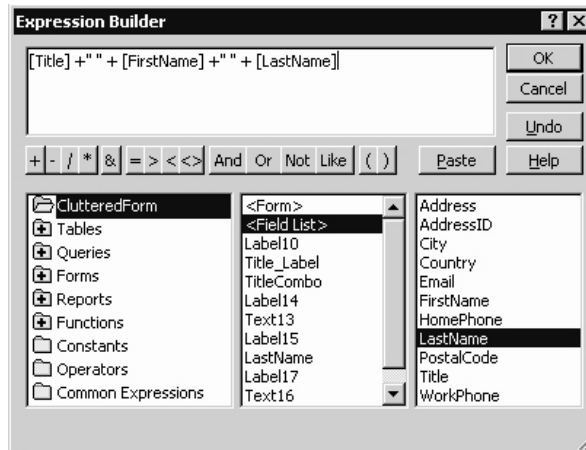 Expression Builder
[Title] +" " + [FirstName] +" " + [LastName]
OK
Cancel
Undo
+ - / * & = > < <> And Or Not Like ( ) Paste Help
ClutteredForm
Tables
Queries
Forms
Reports
Functions
Constants
Operators
Common Expressions
<Form>
<Field List>
Label10
Title_Label
TitleCombo
Label14
Text13
Label15
LastName
Label17
Text16
Address
AddressID
City
Country
Email
FirstName
HomePhone
LastName
PostalCode
Title
WorkPhone